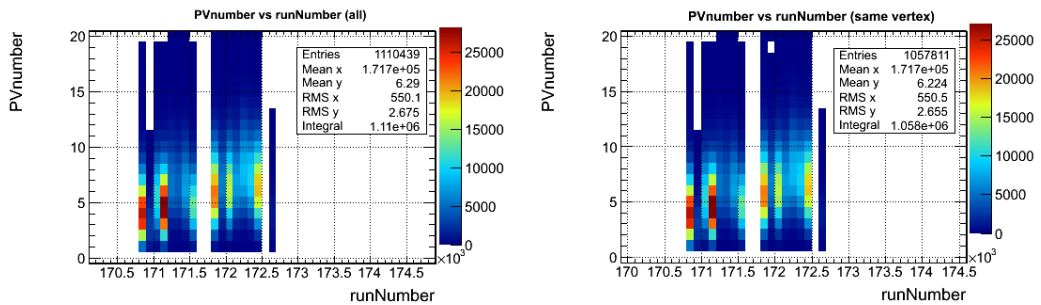 PVnumber vs runNumber (all)
PVnumber
20
15
10
5
0
Entries 1110439
Mean x 1.717e+05
Mean y 6.29
RMS x 550.1
RMS y 2.675
Integral 1.11e+06
25000
20000
15000
10000
5000
0
×10³
170.5 171 171.5 172 172.5 173 173.5 174 174.5
runNumber
PVnumber vs runNumber (same vertex)
PVnumber
20
15
10
5
0
Entries 1057811
Mean x 1.717e+05
Mean y 6.224
RMS x 550.5
RMS y 2.655
Integral 1.058e+06
25000
20000
15000
10000
5000
0
×10³
170 170.5 171 171.5 172 172.5 173 173.5 174 174.5
runNumber